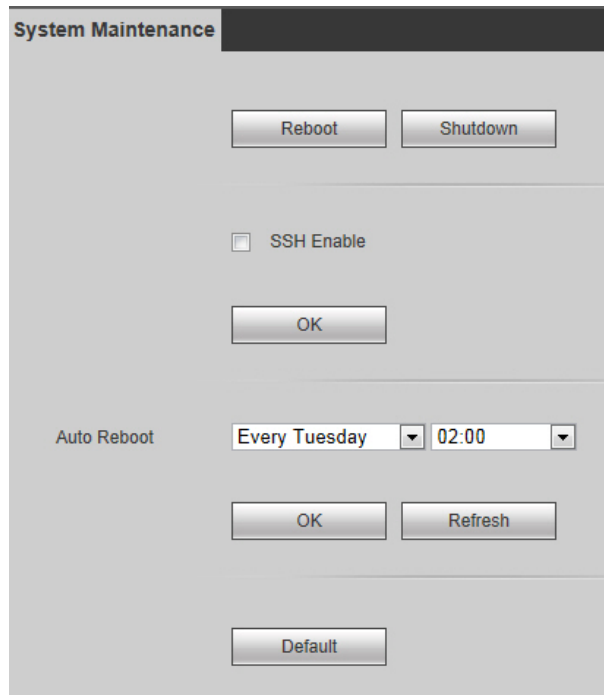 System Maintenance
Reboot Shutdown
SSH Enable
OK
Auto Reboot Every Tuesday 02:00
OK Refresh
Default